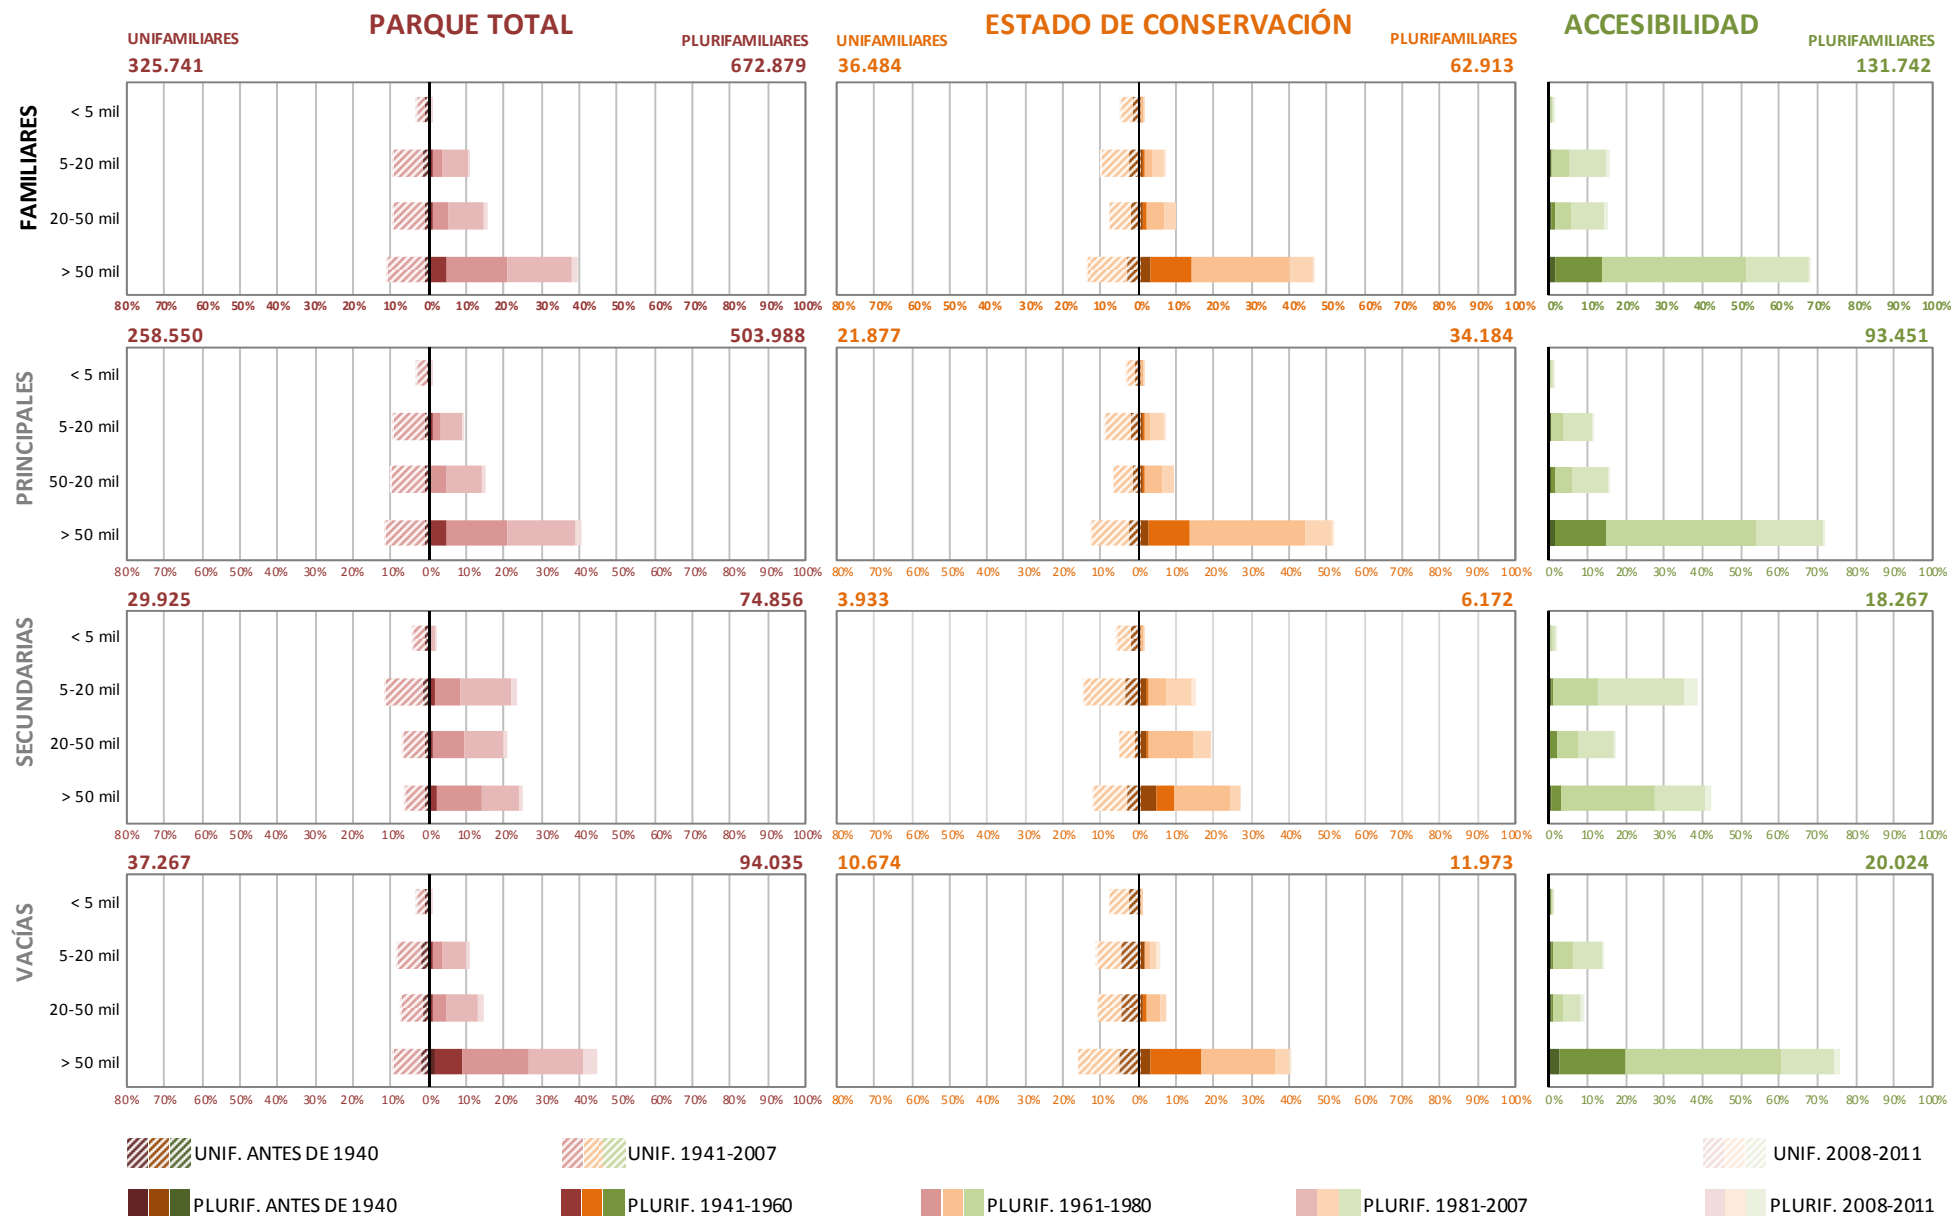 PARQUE TOTAL
ESTADO DE CONSERVACIÓN
ACCESIBILIDAD
UNIFAMILIARES PLURIFAMILIARES UNIFAMILIARES PLURIFAMILIARES PLURIFAMILIARES
325.741 672.879 36.484 62.913 131.742
FAMILIARES
< 5 mil
5-20 mil
20-50 mil
> 50 mil
80% 70% 60% 50% 40% 30% 20% 10% 0% 10% 20% 30% 40% 50% 60% 70% 80% 90% 100%
80% 70% 60% 50% 40% 30% 20% 10% 0% 10% 20% 30% 40% 50% 60% 70% 80% 90% 100%
0% 10% 20% 30% 40% 50% 60% 70% 80% 90% 100%
258.550 503.988 21.877 34.184 93.451
PRINCIPALES
< 5 mil
5-20 mil
50-20 mil
> 50 mil
80% 70% 60% 50% 40% 30% 20% 10% 0% 10% 20% 30% 40% 50% 60% 70% 80% 90% 100%
80% 70% 60% 50% 40% 30% 20% 10% 0% 10% 20% 30% 40% 50% 60% 70% 80% 90% 100%
0% 10% 20% 30% 40% 50% 60% 70% 80% 90% 100%
29.925 74.856 3.933 6.172 18.267
SECUNDARIAS
< 5 mil
5-20 mil
20-50 mil
> 50 mil
80% 70% 60% 50% 40% 30% 20% 10% 0% 10% 20% 30% 40% 50% 60% 70% 80% 90% 100%
80% 70% 60% 50% 40% 30% 20% 10% 0% 10% 20% 30% 40% 50% 60% 70% 80% 90% 100%
0% 10% 20% 30% 40% 50% 60% 70% 80% 90% 100%
37.267 94.035 10.674 11.973 20.024
VACÍAS
< 5 mil
5-20 mil
20-50 mil
> 50 mil
80% 70% 60% 50% 40% 30% 20% 10% 0% 10% 20% 30% 40% 50% 60% 70% 80% 90% 100%
80% 70% 60% 50% 40% 30% 20% 10% 0% 10% 20% 30% 40% 50% 60% 70% 80% 90% 100%
0% 10% 20% 30% 40% 50% 60% 70% 80% 90% 100%
UNIF. ANTES DE 1940 UNIF. 1941-2007 UNIF. 2008-2011
PLURIF. ANTES DE 1940 PLURIF. 1941-1960 PLURIF. 1961-1980 PLURIF. 1981-2007 PLURIF. 2008-2011